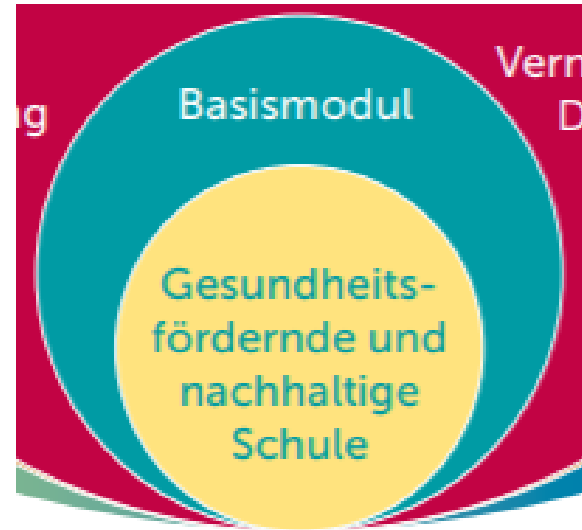 Basismodul
Gesundheits-
fördernde und
nachhaltige
Schule